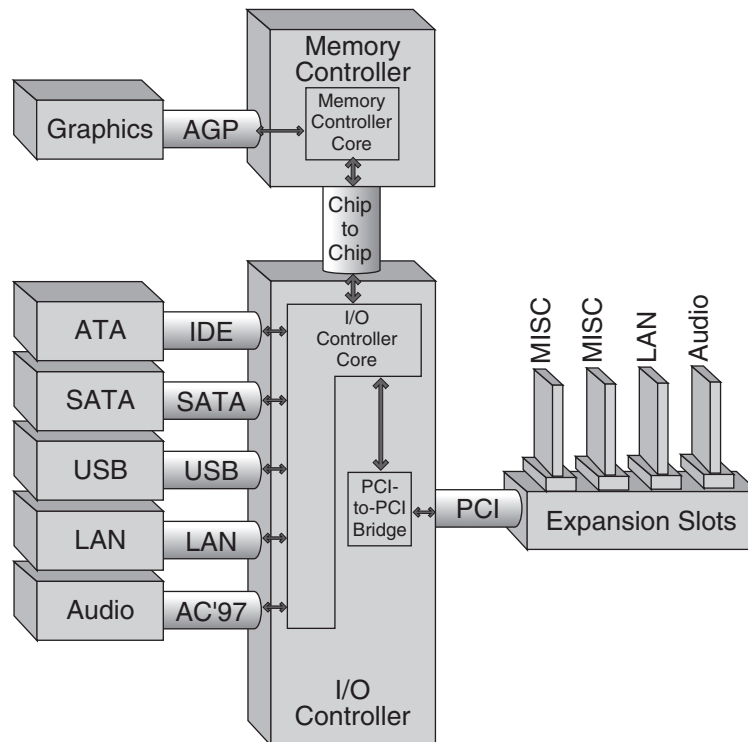 Memory
Controller
Memory
Controller
Core
Graphics
AGP
Chip
to
Chip
I/O
Controller
Core
ATA
IDE
SATA
SATA
USB
USB
LAN
LAN
Audio
AC'97
PCI-
to-PCI
Bridge
PCI
MISC
MISC
LAN
Audio
Expansion Slots
I/O
Controller